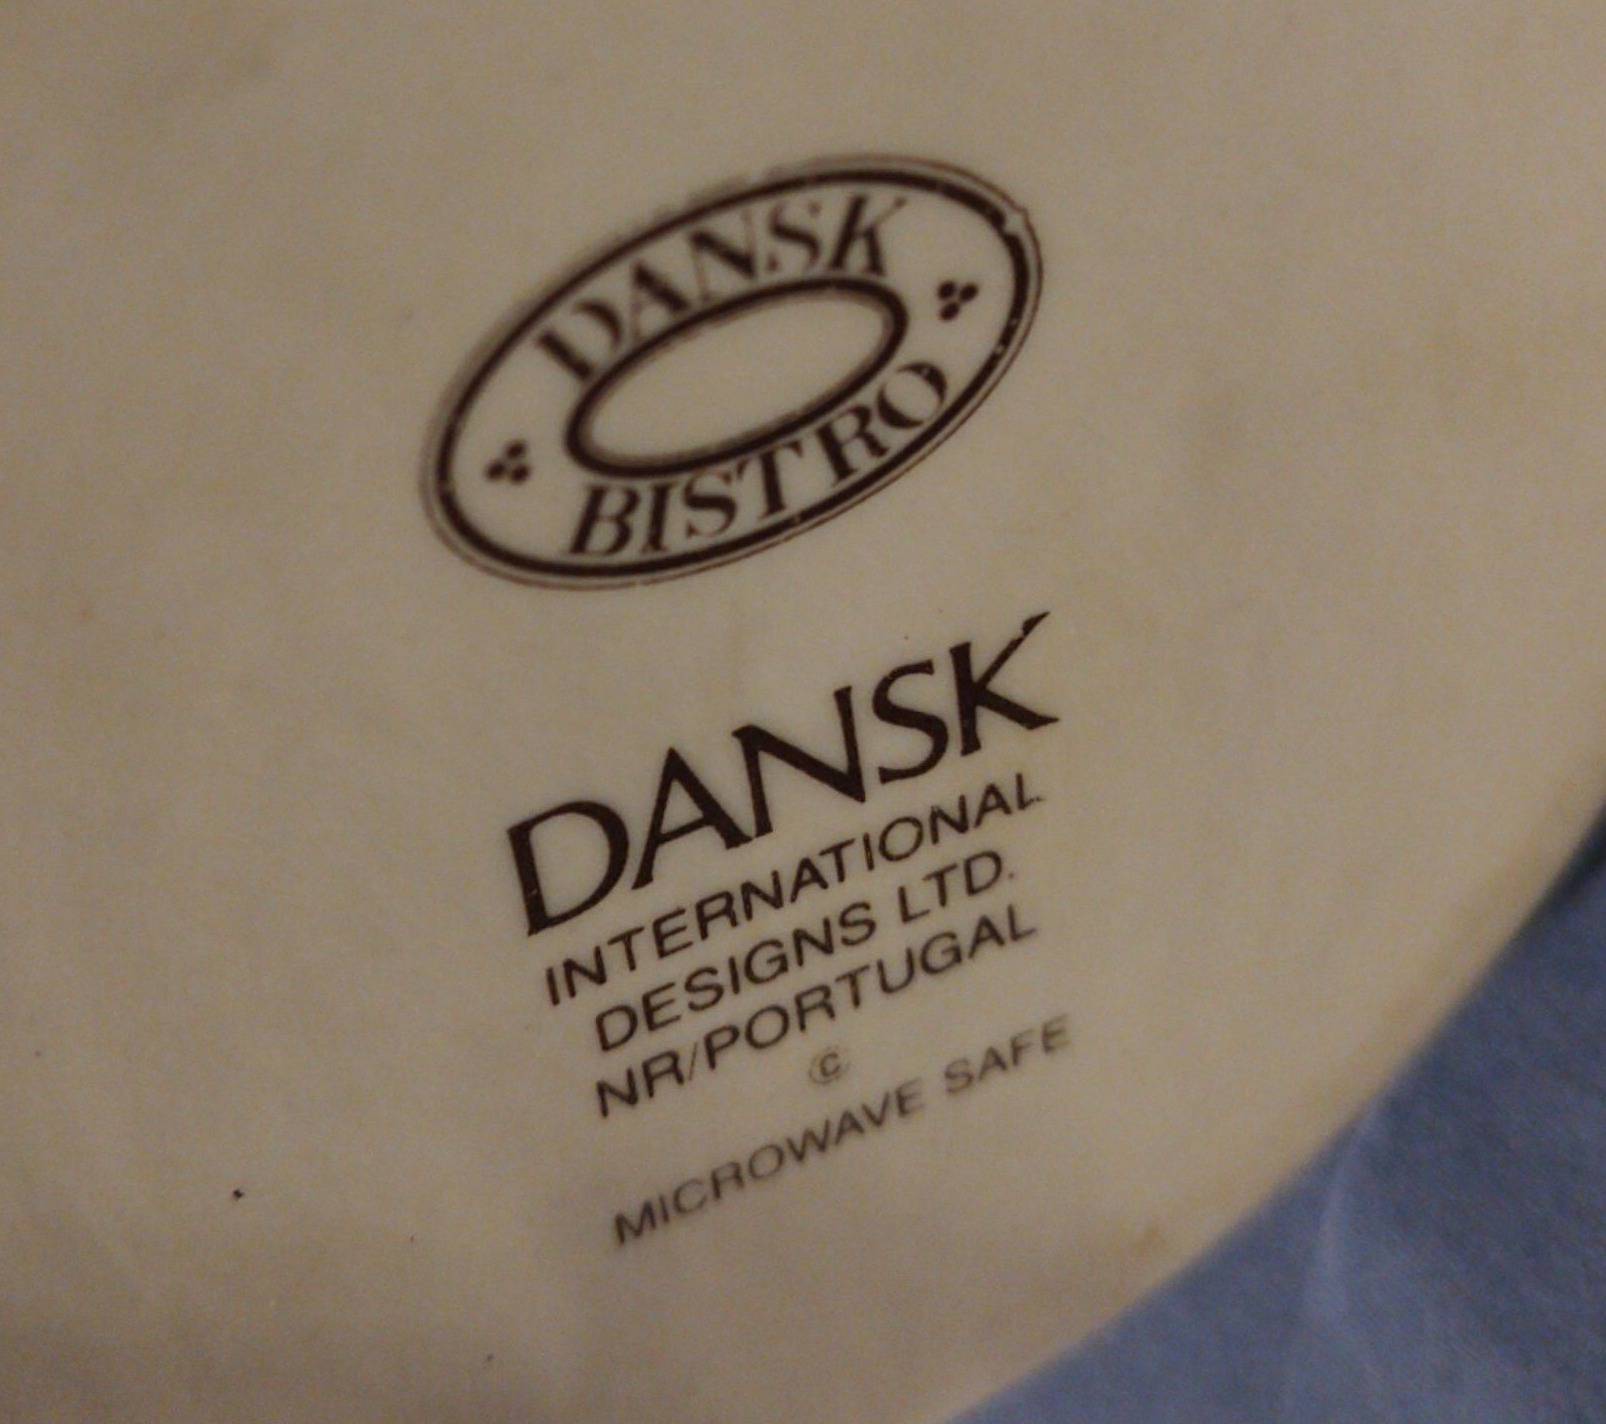 DANSK
BISTRO
DANSK
INTERNATIONAL
DESIGNS LTD.
NR/PORTUGAL
©
MICROWAVE SAFE